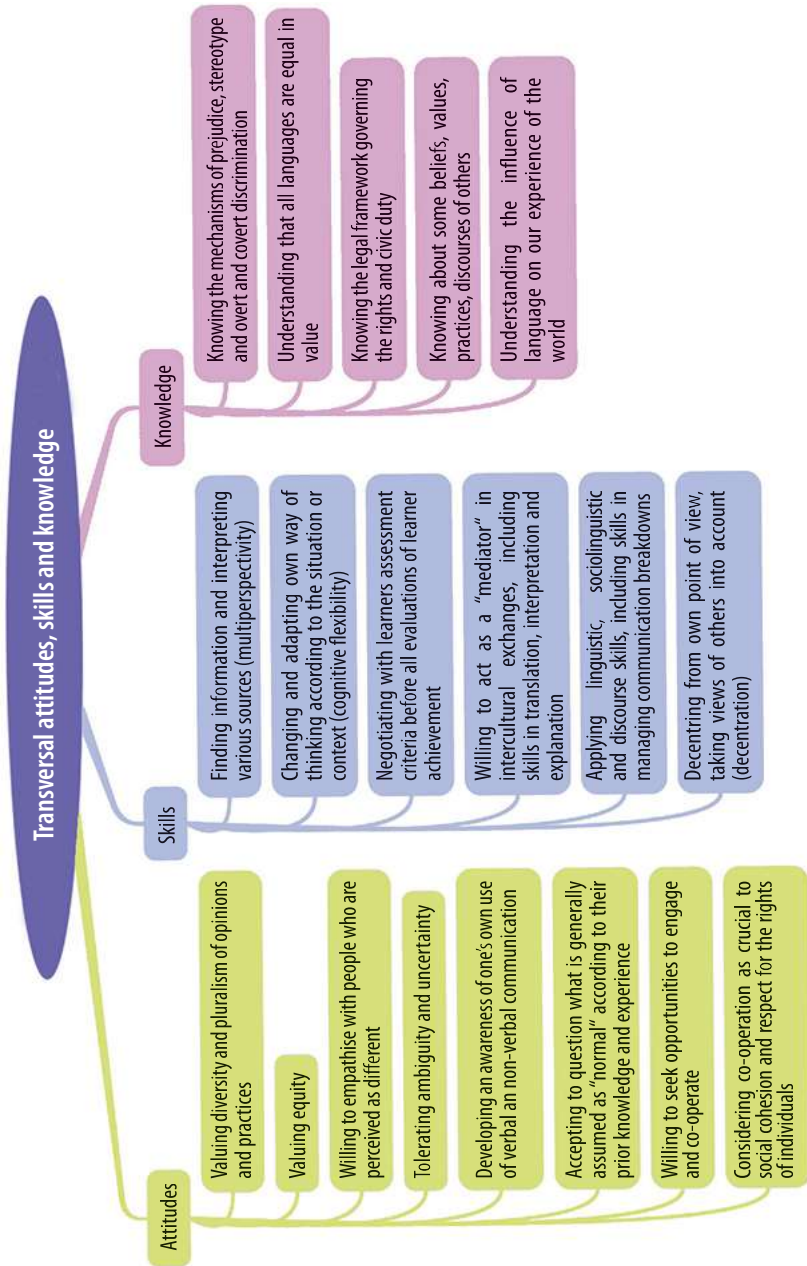 Transversal attitudes, skills and knowledge
Attitudes
Valuing diversity and pluralism of opinions
and practices
Valuing equity
Willing to empathise with people who are
perceived as different
Tolerating ambiguity and uncertainty
Developing an awareness of one's own use
of verbal an non-verbal communication
Accepting to question what is generally
assumed as "normal" according to their
prior knowledge and experience
Willing to seek opportunities to engage
and co-operate
Considering co-operation as crucial to
social cohesion and respect for the rights
of individuals
Skills
Finding information and interpreting
various sources (multiperspectivity)
Changing and adapting own way of
thinking according to the situation or
context (cognitive flexibility)
Negotiating with learners assessment
criteria before all evaluations of learner
achievement
Willing to act as a "mediator" in
intercultural exchanges, including
skills in translation, interpretation and
explanation
Applying linguistic, sociolinguistic
and discourse skills, including skills in
managing communication breakdowns
Decentring from own point of view,
taking views of others into account
(decentration)
Knowledge
Knowing the mechanisms of prejudice, stereotype
and overt and covert discrimination
Understanding that all languages are equal in
value
Knowing the legal framework governing
the rights and civic duty
Knowing about some beliefs, values,
practices, discourses of others
Understanding the influence of
language on our experience of the
world